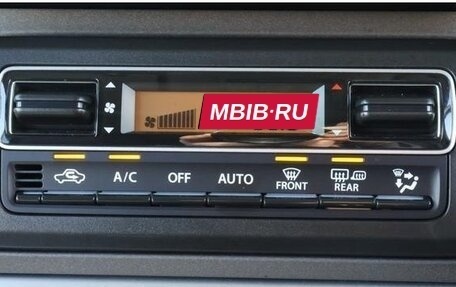 MBIB·RU
A/C OFF AUTO FRONT REAR